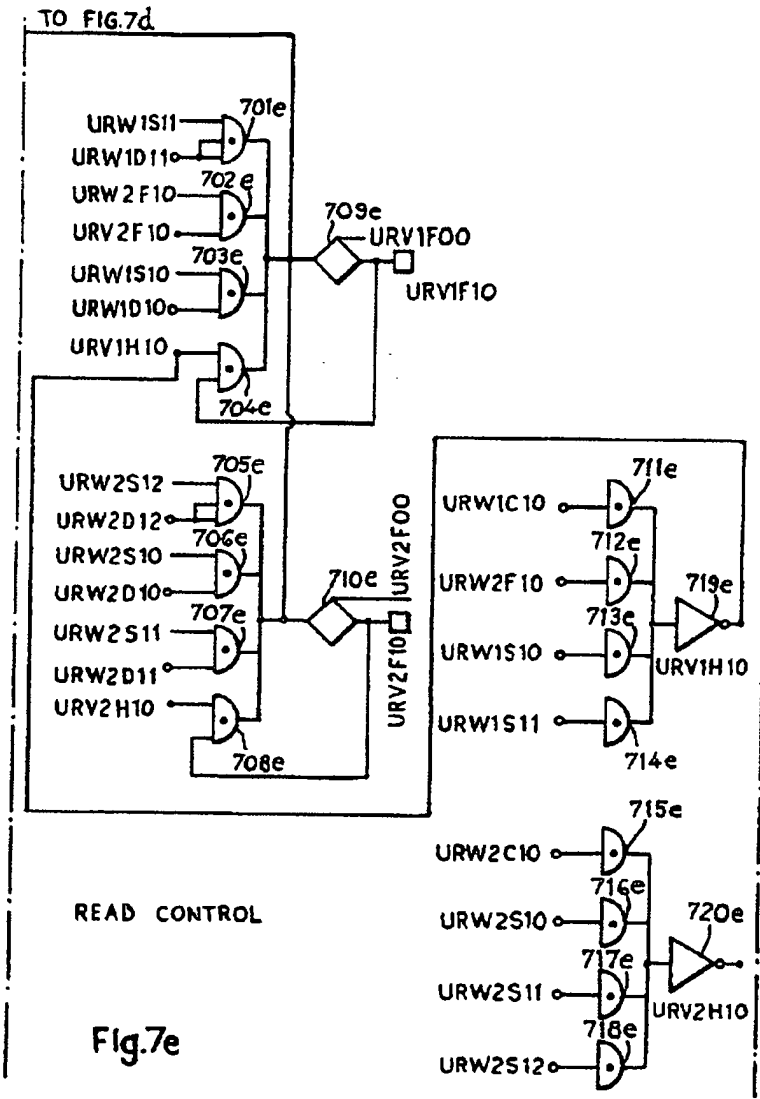 TO FIG.7d
URW1S11
701e
URW1D11
URW2F10
702e
URV2F10
709e
URV1F00
URW1S10
703e
URW1D10
URV1F10
URV1H10
704e
URW2S12
705e
URW2D12
URW2S10
706e
URW2D10
710e
URV2F00
URW2S11
707e
URW2D11
URV2F10
URV2H10
708e
711e
URW1C10
712e
URW2F10
719e
713e
URW1S10
URV1H10
URW1S11
714e
715e
URW2C10
716e
URW2S10
720e
717e
URW2S11
URV2H10
718e
URW2S12
READ CONTROL
Fig.7e